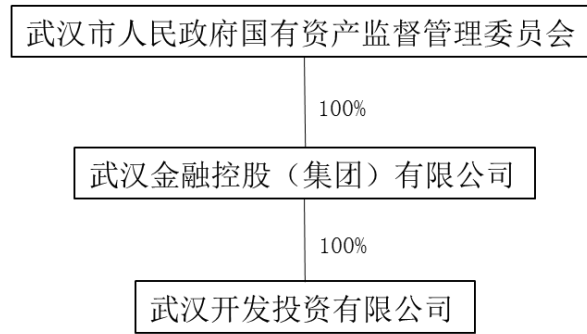 武汉市人民政府国有资产监督管理委员会
100%
武汉金融控股（集团）有限公司
100%
武汉开发投资有限公司